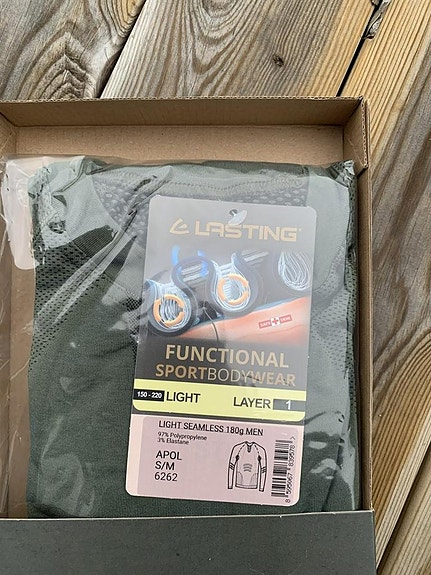 LASTING
FUNCTIONAL
SPORTBODYWEAR
150 - 220 LIGHT LAYER 1
LIGHT SEAMLESS 180g MEN
97% Polypropylene
3% Elastane
APOL
S/M
6262